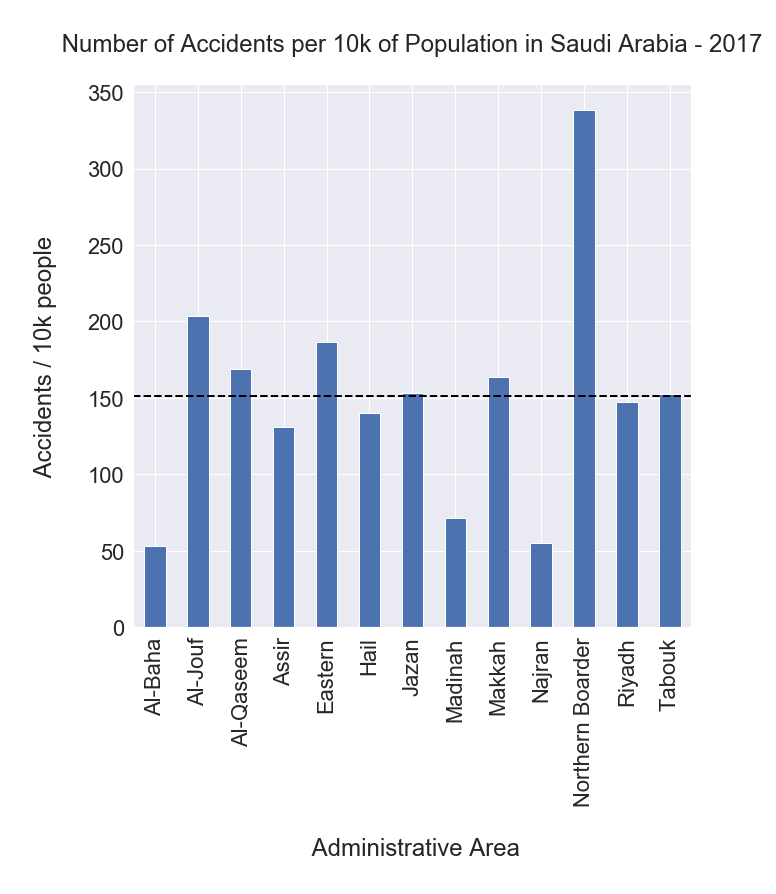 Number of Accidents per 10k of Population in Saudi Arabia - 2017
350
300
250
200
150
100
50
0
Accidents / 10k people
Al-Baha
Al-Jouf
Al-Qaseem
Assir
Eastern
Hail
Jazan
Madinah
Makkah
Najran
Northern Boarder
Riyadh
Tabouk
Administrative Area